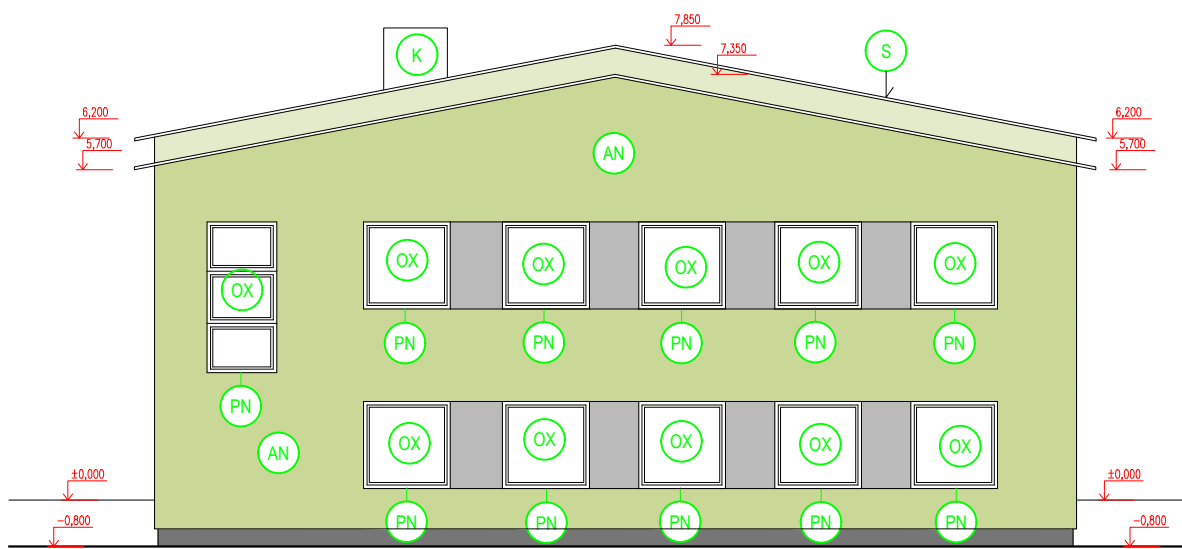 7,850
K
S
7,350
6,200
6,200
5,700
5,700
AN
OX
OX
OX
OX
OX
OX
PN
PN
PN
PN
PN
PN
OX
OX
OX
OX
OX
AN
±0,000
±0,000
PN
PN
PN
PN
PN
-0,800
-0,800